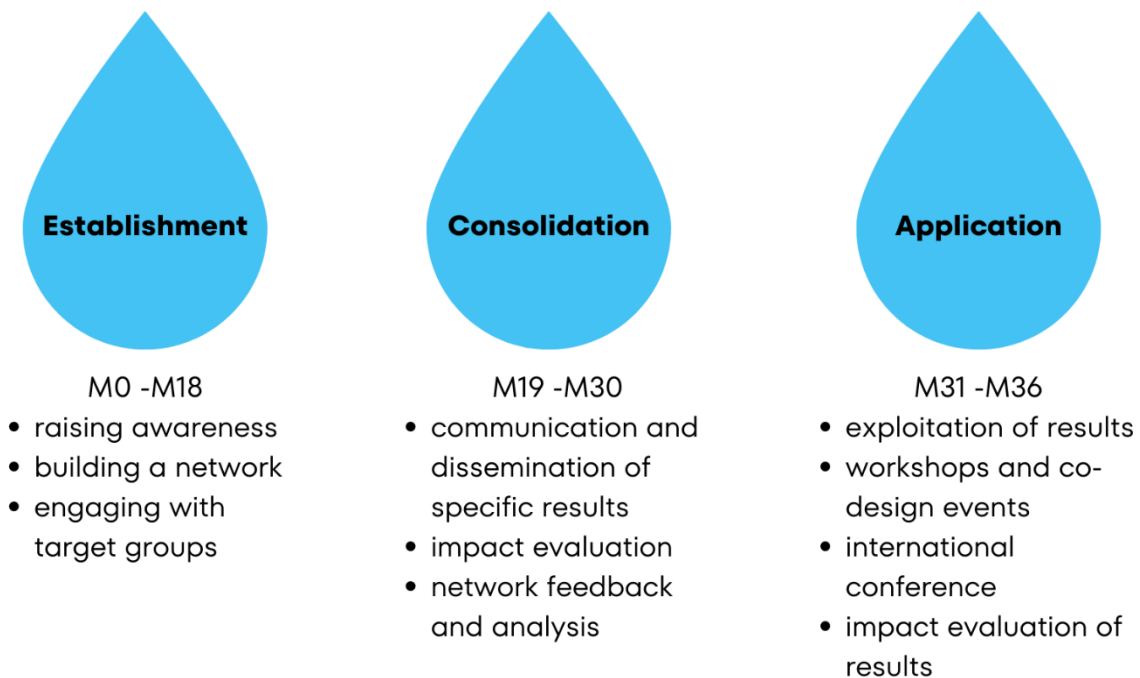 Establishment
M0 -M18
• raising awareness
• building a network
• engaging with
target groups
Consolidation
M19 -M30
• communication and
dissemination of
specific results
• impact evaluation
• network feedback
and analysis
Application
M31 -M36
• exploitation of results
• workshops and co-
design events
• international
conference
• impact evaluation of
results